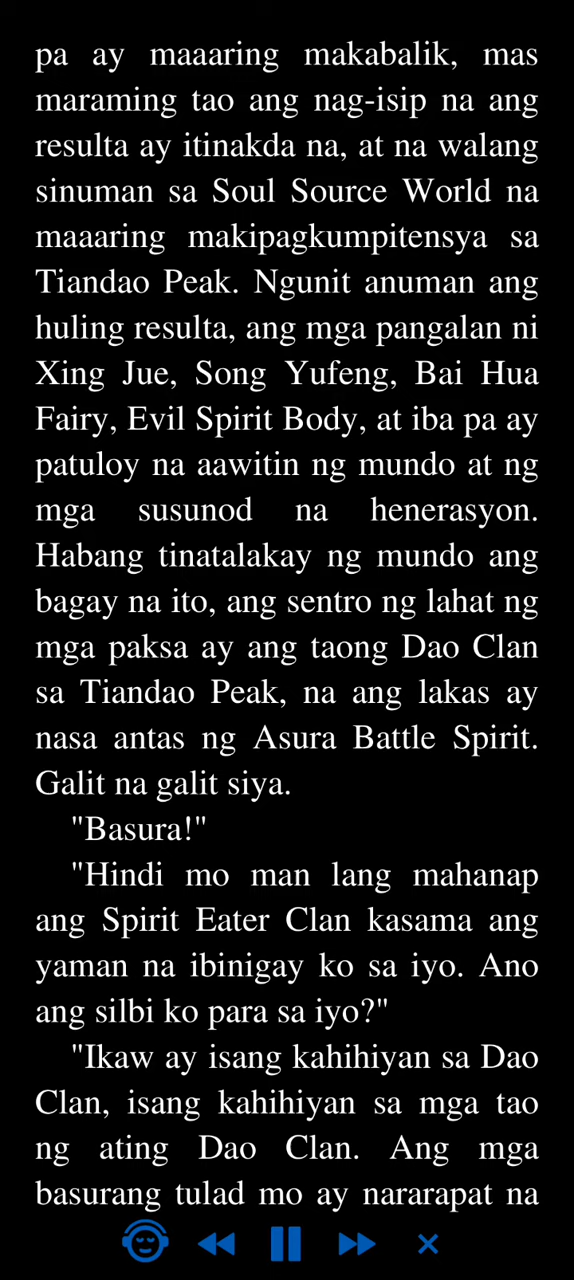 pa ay maaaring makabalik, mas
maraming tao ang nag-isip na ang
resulta ay itinakda na, at na walang
sinuman sa Soul Source World na
maaaring makipagkumpitensya sa
Tiandao Peak. Ngunit anuman ang
huling resulta, ang mga pangalan ni
Xing Jue, Song Yufeng, Bai Hua
Fairy, Evil Spirit Body, at iba pa ay
patuloy na aawitin ng mundo at ng
mga susunod na henerasyon.
Habang tinatalakay ng mundo ang
bagay na ito, ang sentro ng lahat ng
mga paksa ay ang taong Dao Clan
sa Tiandao Peak, na ang lakas ay
nasa antas ng Asura Battle Spirit.
Galit na galit siya.
"Basura!"
"Hindi mo man lang mahanap
ang Spirit Eater Clan kasama ang
yaman na ibinigay ko sa iyo. Ano
ang silbi ko para sa iyo?"
"Ikaw ay isang kahihiyan sa Dao
Clan, isang kahihiyan sa mga tao
ng ating Dao Clan. Ang mga
basurang tulad mo ay nararapat na